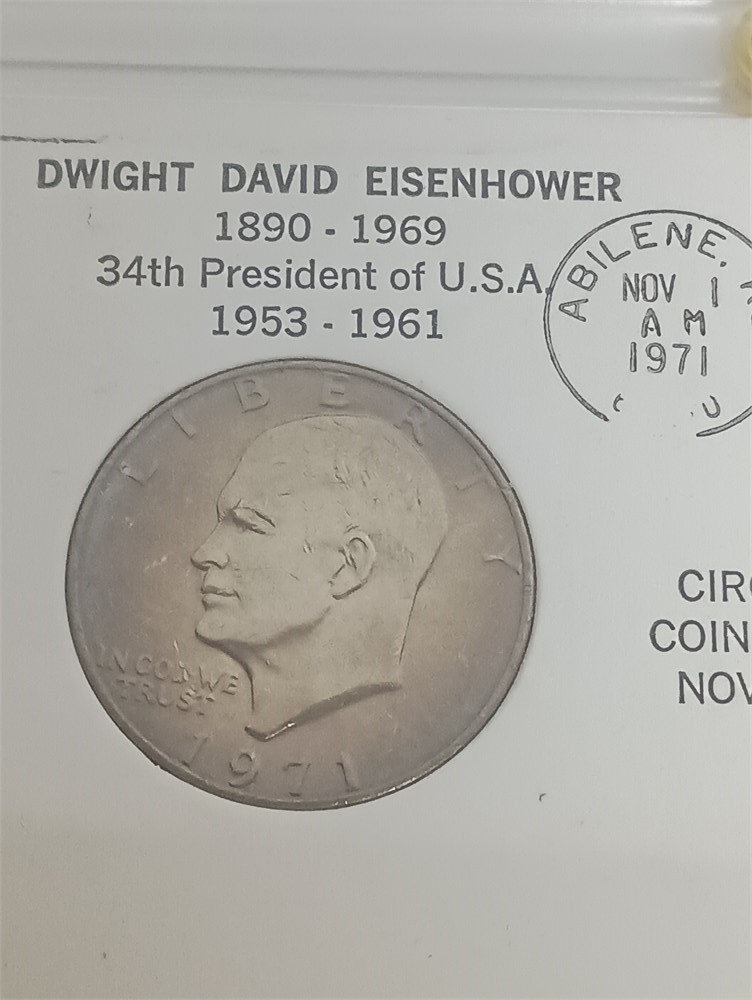 DWIGHT DAVID EISENHOWER
1890 - 1969
34th President of U.S.A.
1953 - 1961
ABILENE,
NOV 1
AM
1971
LIBERTY
IN GOD WE
TRUST
1971
CIR
COIN
NOV